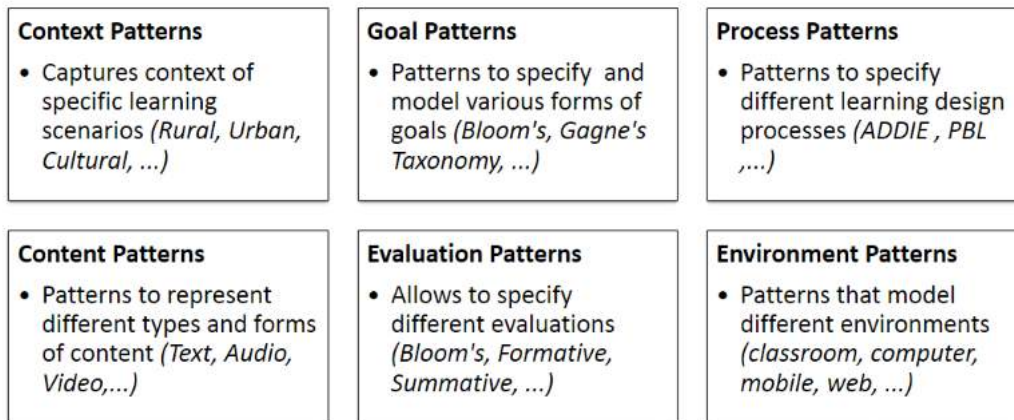 Context Patterns
• Captures context of
specific learning
scenarios (Rural, Urban,
Cultural, ...)
Goal Patterns
• Patterns to specify and
model various forms of
goals (Bloom's, Gagne's
Taxonomy, ...)
Process Patterns
• Patterns to specify
different learning design
processes (ADDIE , PBL
,...)
Content Patterns
• Patterns to represent
different types and forms
of content (Text, Audio,
Video,...)
Evaluation Patterns
• Allows to specify
different evaluations
(Bloom's, Formative,
Summative, ...)
Environment Patterns
• Patterns that model
different environments
(classroom, computer,
mobile, web, ...)